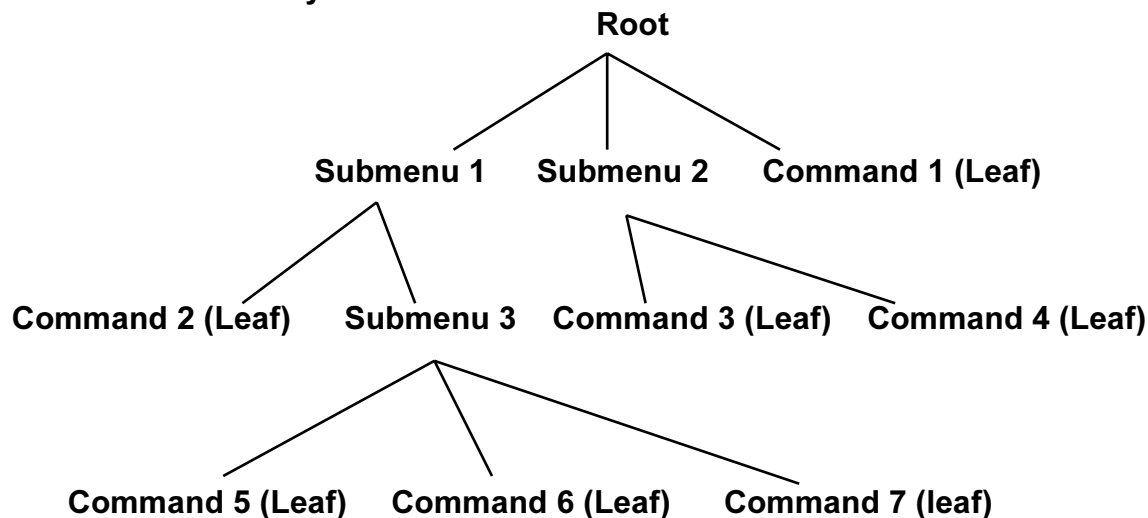 Root
Submenu 1 Submenu 2 Command 1 (Leaf)
Command 2 (Leaf) Submenu 3 Command 3 (Leaf) Command 4 (Leaf)
Command 5 (Leaf) Command 6 (Leaf) Command 7 (leaf)